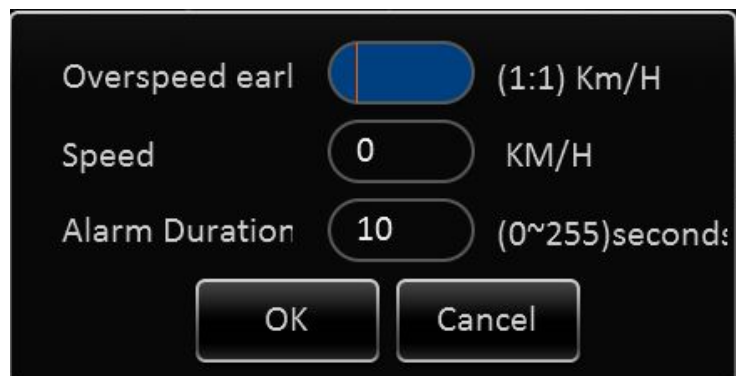 Overspeed earl (1:1) Km/H
Speed 0 KM/H
Alarm Duration 10 (0~255)seconds
OK Cancel